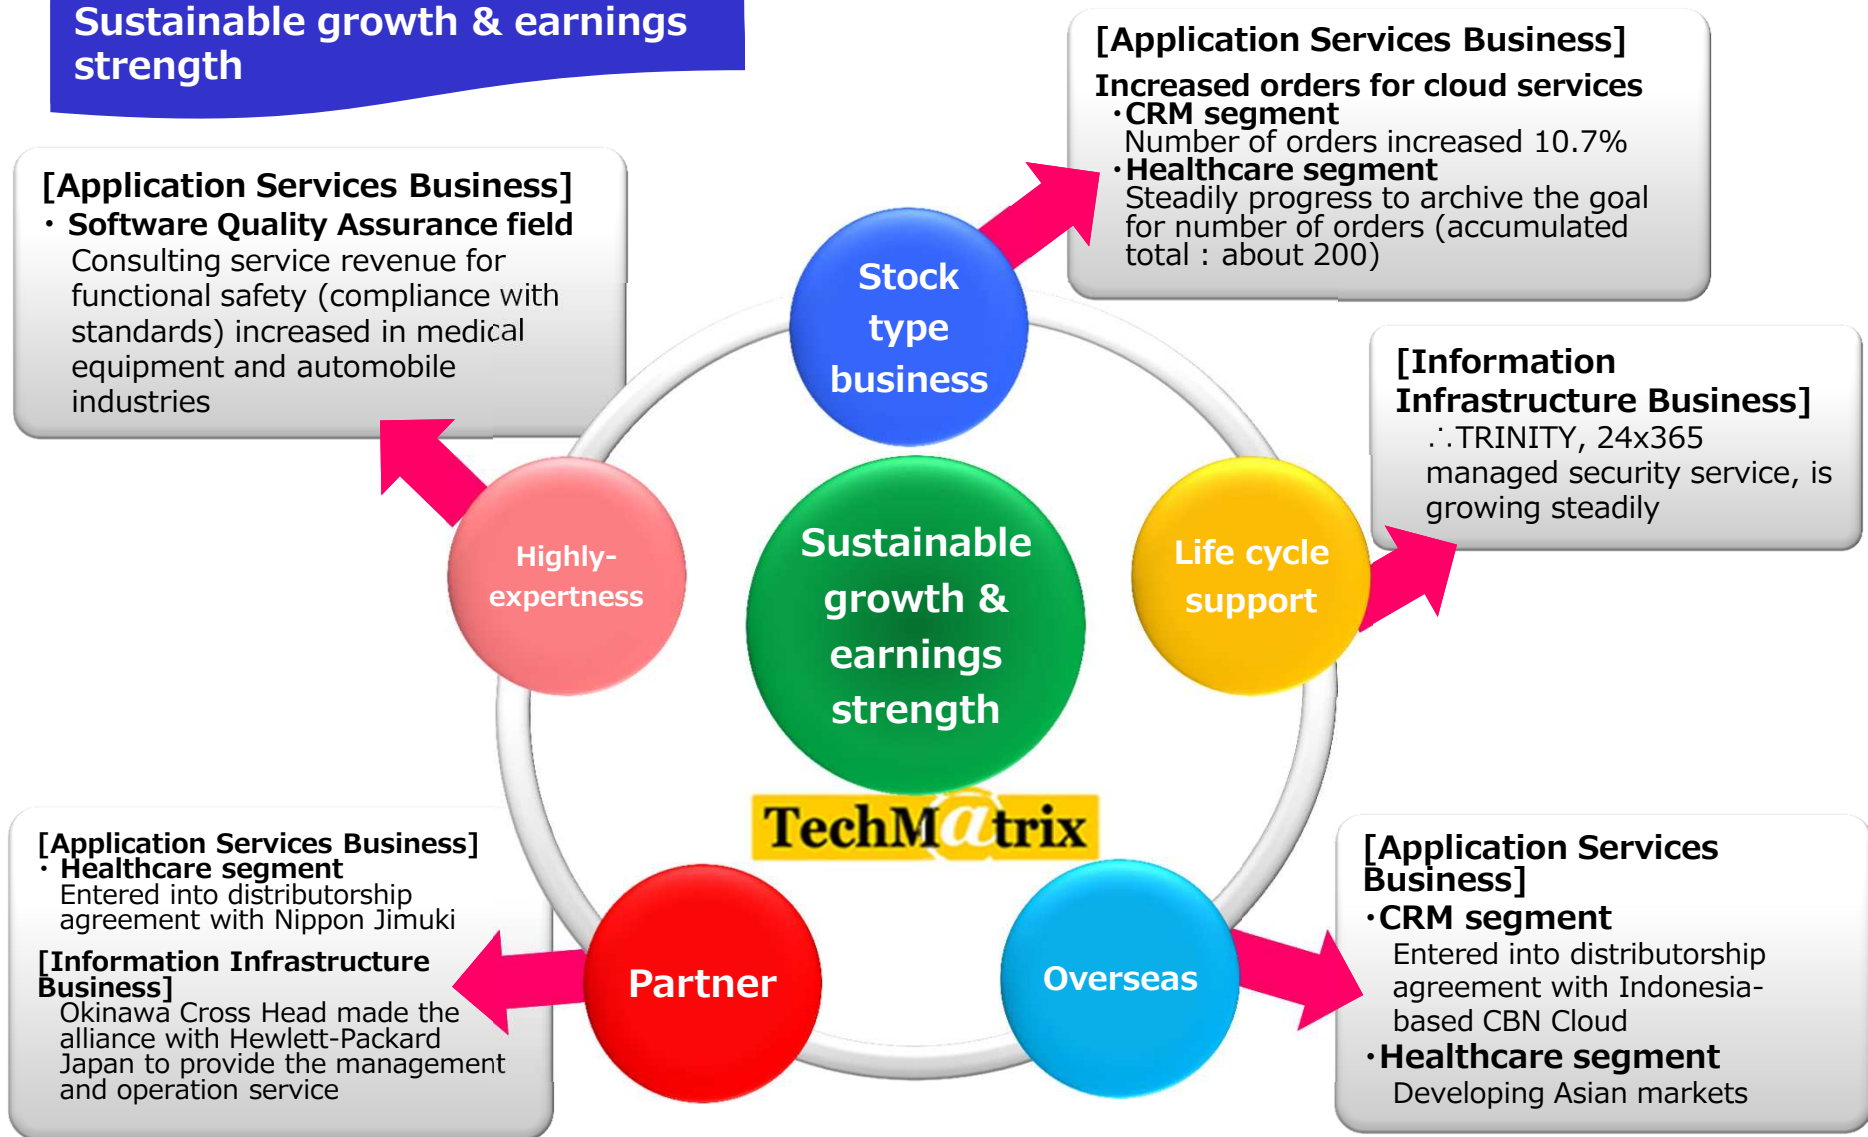 Sustainable growth & earnings
strength
[Application Services Business]
Increased orders for cloud services
・CRM segment
Number of orders increased 10.7%
・Healthcare segment
Steadily progress to archive the goal
for number of orders (accumulated
total : about 200)
[Application Services Business]
・ Software Quality Assurance field
Consulting service revenue for
functional safety (compliance with
standards) increased in medical
equipment and automobile
industries
Stock
type
business
[Information
Infrastructure Business]
∴TRINITY, 24x365
managed security service, is
growing steadily
Highly-
expertness
Sustainable
growth &
earnings
strength
Life cycle
support
TechM@trix
[Application Services Business]
・ Healthcare segment
Entered into distributorship
agreement with Nippon Jimuki
[Information Infrastructure
Business]
Okinawa Cross Head made the
alliance with Hewlett-Packard
Japan to provide the management
and operation service
Partner
Overseas
[Application Services
Business]
・CRM segment
Entered into distributorship
agreement with Indonesia-
based CBN Cloud
・Healthcare segment
Developing Asian markets